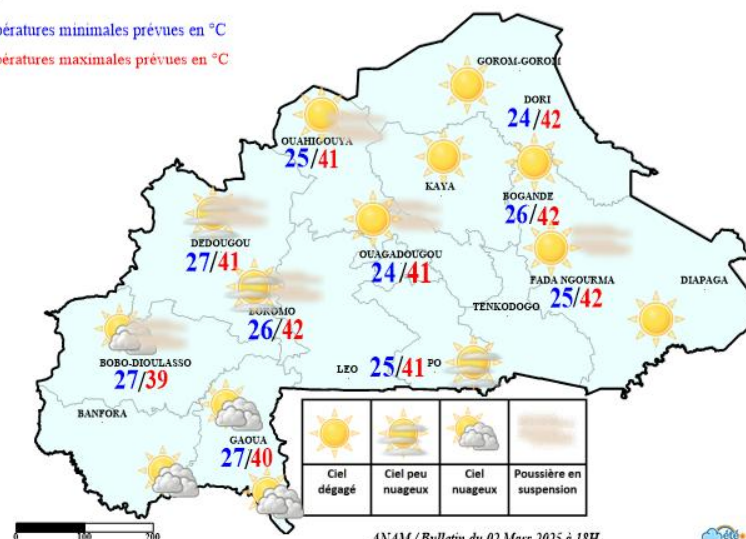 pératures minimales prévues en °C
pératures maximales prévues en °C
GOROM-GOROM
DORI
24/42
OUAHIGOUYA
25/41
KAYA
BOGANDE
26/42
DEDOUGOU
27/41
OUAGADOUGOU
24/41
FADA NGOURMA
25/42
DIAPAGA
BOROMO
26/42
TENKODOGO
BOBO-DIOULASSO
27/39
LEO
25/41
PO
BANFORA
GAOUA
27/40
Ciel dégagé
Ciel peu nuageux
Ciel nuageux
Poussière en suspension
0 100 200
ANAM / Bulletin du 02 Mars 2025 à 18H
été